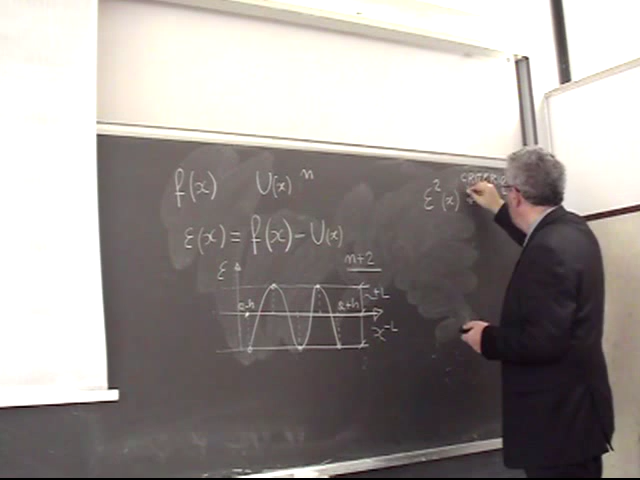 f(x) U(x) n
ε(x) = f(x) - U(x)
n+2
ε
+L
a-h a+h
x -L
ε²(x)